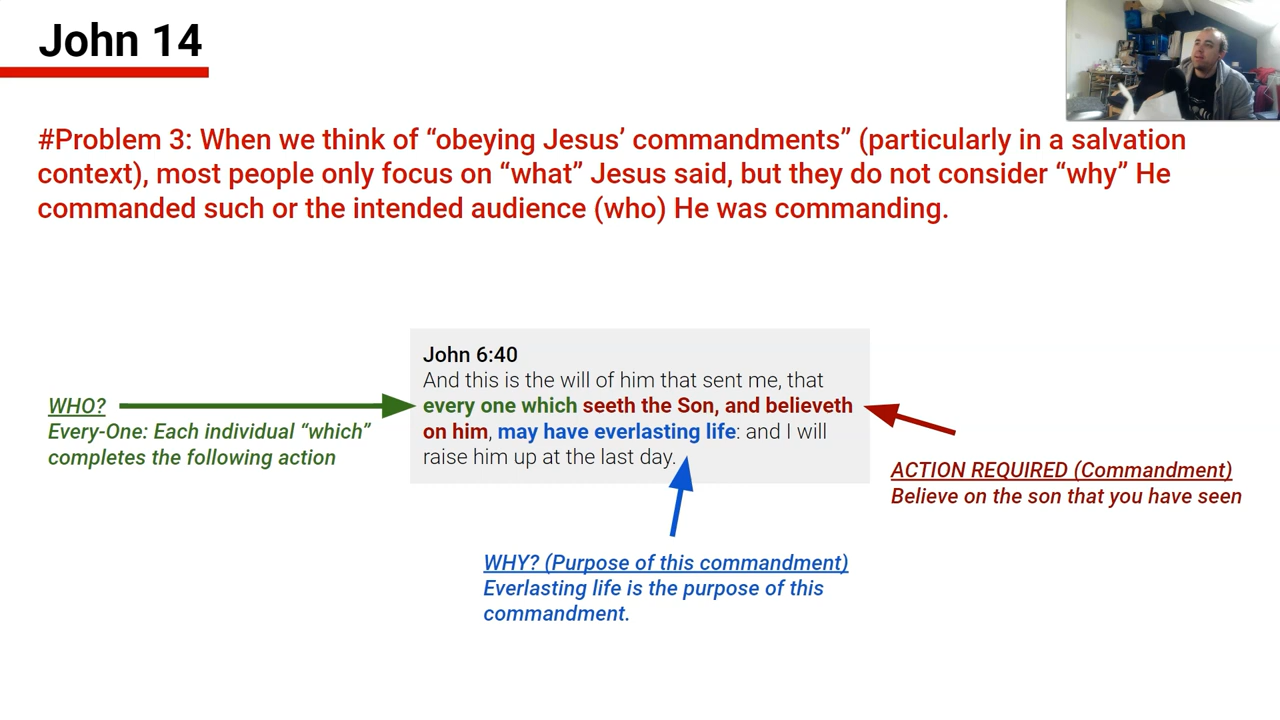 John 14
#Problem 3: When we think of “obeying Jesus’ commandments” (particularly in a salvation
context), most people only focus on “what” Jesus said, but they do not consider “why” He
commanded such or the intended audience (who) He was commanding.
John 6:40
And this is the will of him that sent me, that
every one which seeth the Son, and believeth
on him, may have everlasting life: and I will
raise him up at the last day.
WHO?
Every-One: Each individual “which”
completes the following action
ACTION REQUIRED (Commandment)
Believe on the son that you have seen
WHY? (Purpose of this commandment)
Everlasting life is the purpose of this
commandment.